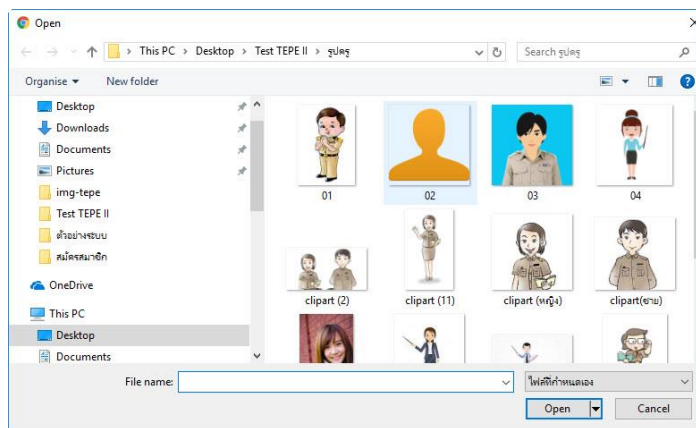 Open
This PC > Desktop > Test TEPE II > รูปครู
Search รูปครู
Organise
New folder
Desktop
Downloads
Documents
Pictures
img-tepe
Test TEPE II
ตัวอย่างระบบ
สมัครสมาชิก
OneDrive
This PC
Desktop
Documents
01
02
03
04
clipart (2)
clipart (11)
clipart (หญิง)
clipart(ชาย)
File name:
ไฟล์ที่กำหนดเอง
Open
Cancel